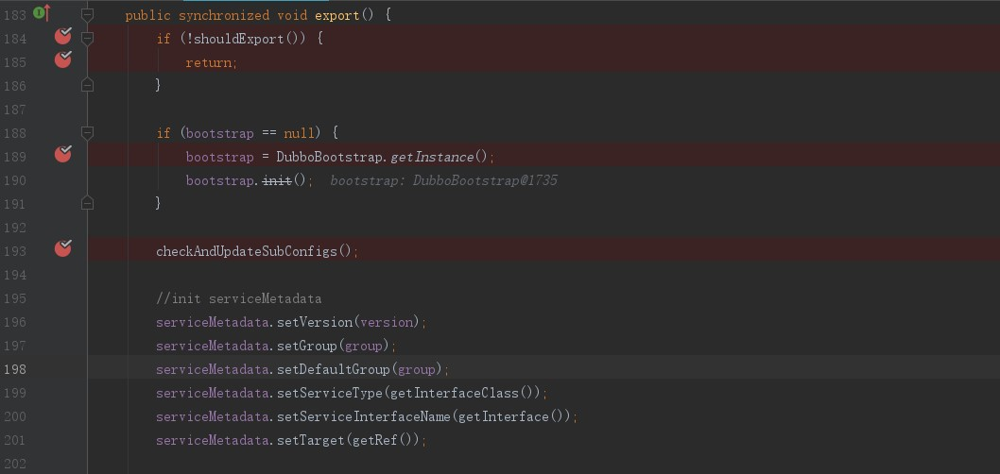 183 public synchronized void export() {
184 if (!shouldExport()) {
185 return;
186 }
187
188 if (bootstrap == null) {
189 bootstrap = DubboBootstrap.getInstance();
190 bootstrap.init(); bootstrap: DubboBootstrap@1735
191 }
192
193 checkAndUpdateSubConfigs();
194
195 //init serviceMetadata
196 serviceMetadata.setVersion(version);
197 serviceMetadata.setGroup(group);
198 serviceMetadata.setDefaultGroup(group);
199 serviceMetadata.setServiceType(getInterfaceClass());
200 serviceMetadata.setServiceInterfaceName(getInterface());
201 serviceMetadata.setTarget(getRef());
202